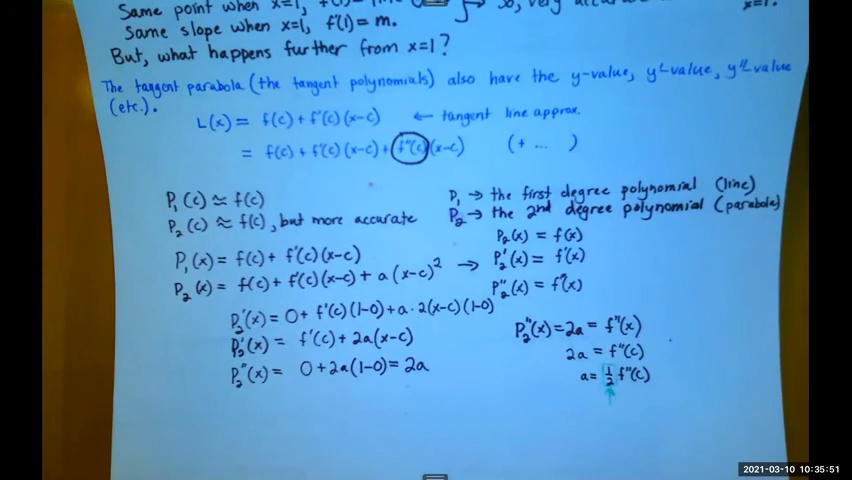 Same point when x=1,
Same slope when x=1, f'(1) = m.
x=1.
But, what happens further from x=1?
The tangent parabola (the tangent polynomials) also have the y-value, y'-value, y''-value
(etc.).
L(x) = f(c) + f'(c)(x-c) ← tangent line approx.
= f(c) + f'(c)(x-c) + f''(c)(x-c) (+ ... )
P₁(c) ≈ f(c)
P₂(c) ≈ f(c), but more accurate
P₁ → the first degree polynomial (line)
P₂ → the 2nd degree polynomial (parabola)
P₁(x) = f(c) + f'(c)(x-c)
P₂(x) = f(c) + f'(c)(x-c) + a(x-c)² →
P₂(x) = f(x)
P₂'(x) = f'(x)
P₂''(x) = f''(x)
P₂'(x) = 0 + f'(c)(1-0) + a·2(x-c)(1-0)
P₂'(x) = f'(c) + 2a(x-c)
P₂''(x) = 0 + 2a(1-0) = 2a
P₂''(x) = 2a = f''(x)
2a = f''(c)
a = ½ f''(c)
2021-03-10 10:35:51